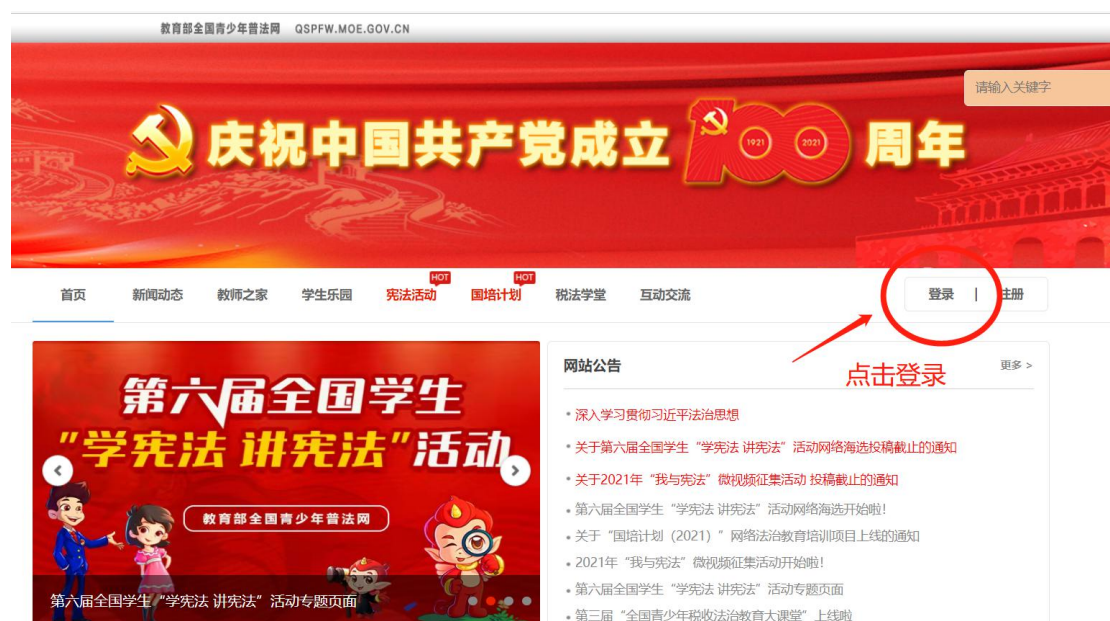 教育部全国青少年普法网 QSPFW.MOE.GOV.CN
请输入关键字
庆祝中国共产党成立100周年
1921 2021
HOT HOT
首页 新闻动态 教师之家 学生乐园 宪法活动 国培计划 税法学堂 互动交流 登录 | 注册
点击登录
第六届全国学生
"学宪法 讲宪法"活动
教育部全国青少年普法网
第六届全国学生“学宪法 讲宪法”活动专题页面
网站公告 更多 >
深入学习贯彻习近平法治思想
关于第六届全国学生“学宪法 讲宪法”活动网络海选投稿截止的通知
关于2021年“我与宪法”微视频征集活动 投稿截止的通知
第六届全国学生“学宪法 讲宪法”活动网络海选开始啦!
关于“国培计划（2021）”网络法治教育培训项目上线的通知
2021年“我与宪法”微视频征集活动开始啦!
第六届全国学生“学宪法 讲宪法”活动专题页面
第三届“全国青少年税收法治教育大课堂”上线啦